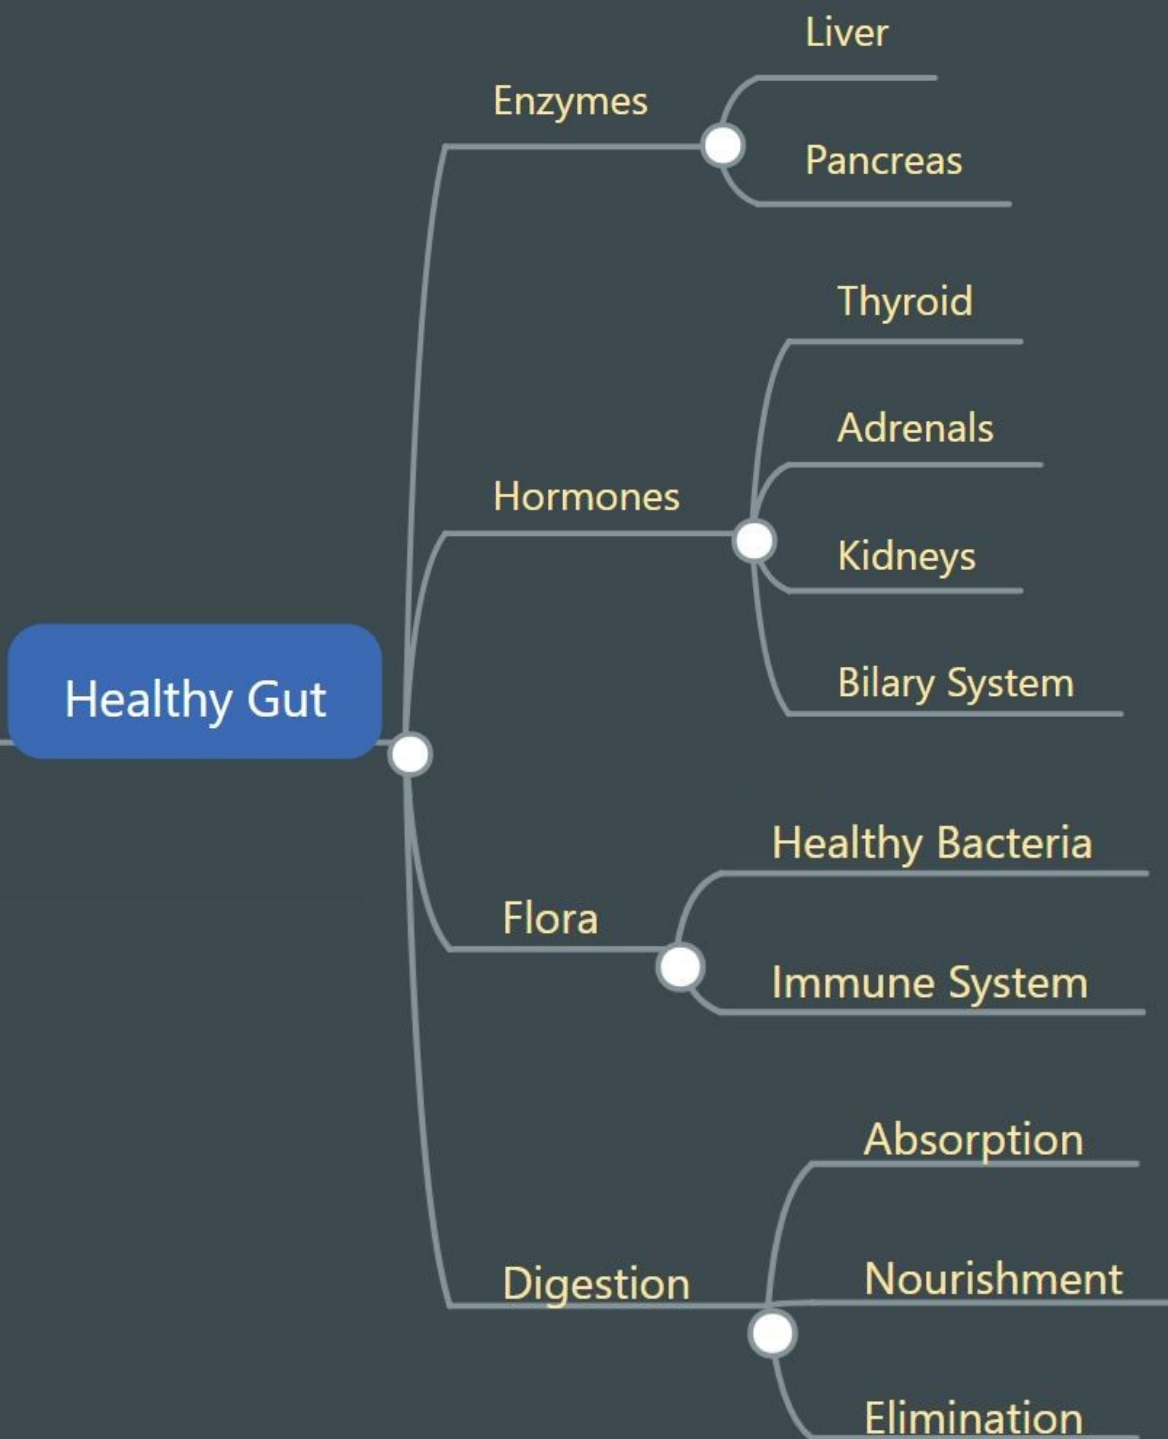 Healthy Gut
Enzymes
Liver
Pancreas
Hormones
Thyroid
Adrenals
Kidneys
Bilary System
Flora
Healthy Bacteria
Immune System
Digestion
Absorption
Nourishment
Elimination